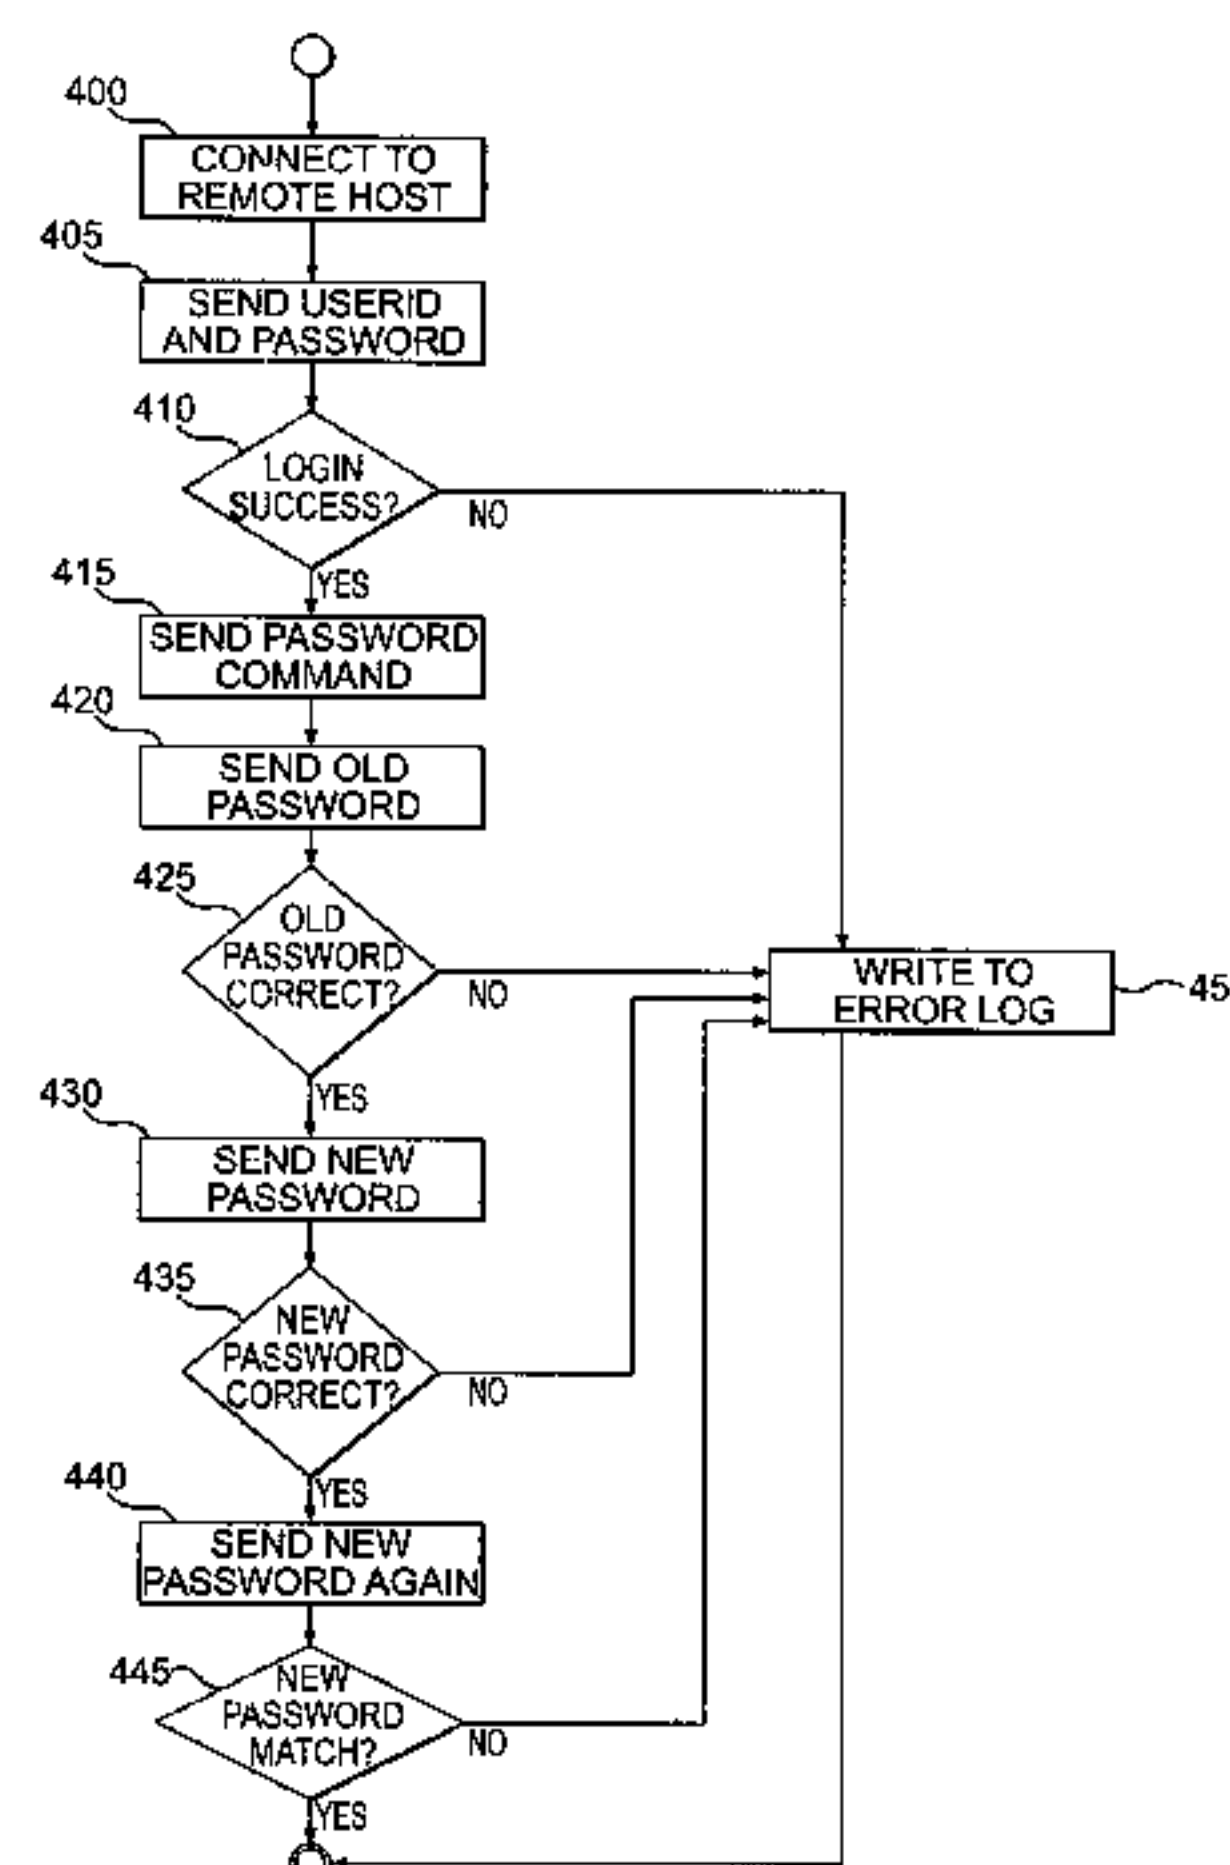 400
CONNECT TO
REMOTE HOST
405
SEND USERID
AND PASSWORD
410
LOGIN
SUCCESS?
NO
YES
415
SEND PASSWORD
COMMAND
420
SEND OLD
PASSWORD
425
OLD
PASSWORD
CORRECT?
NO
WRITE TO
ERROR LOG
45
YES
430
SEND NEW
PASSWORD
435
NEW
PASSWORD
CORRECT?
NO
YES
440
SEND NEW
PASSWORD AGAIN
445
NEW
PASSWORD
MATCH?
NO
YES